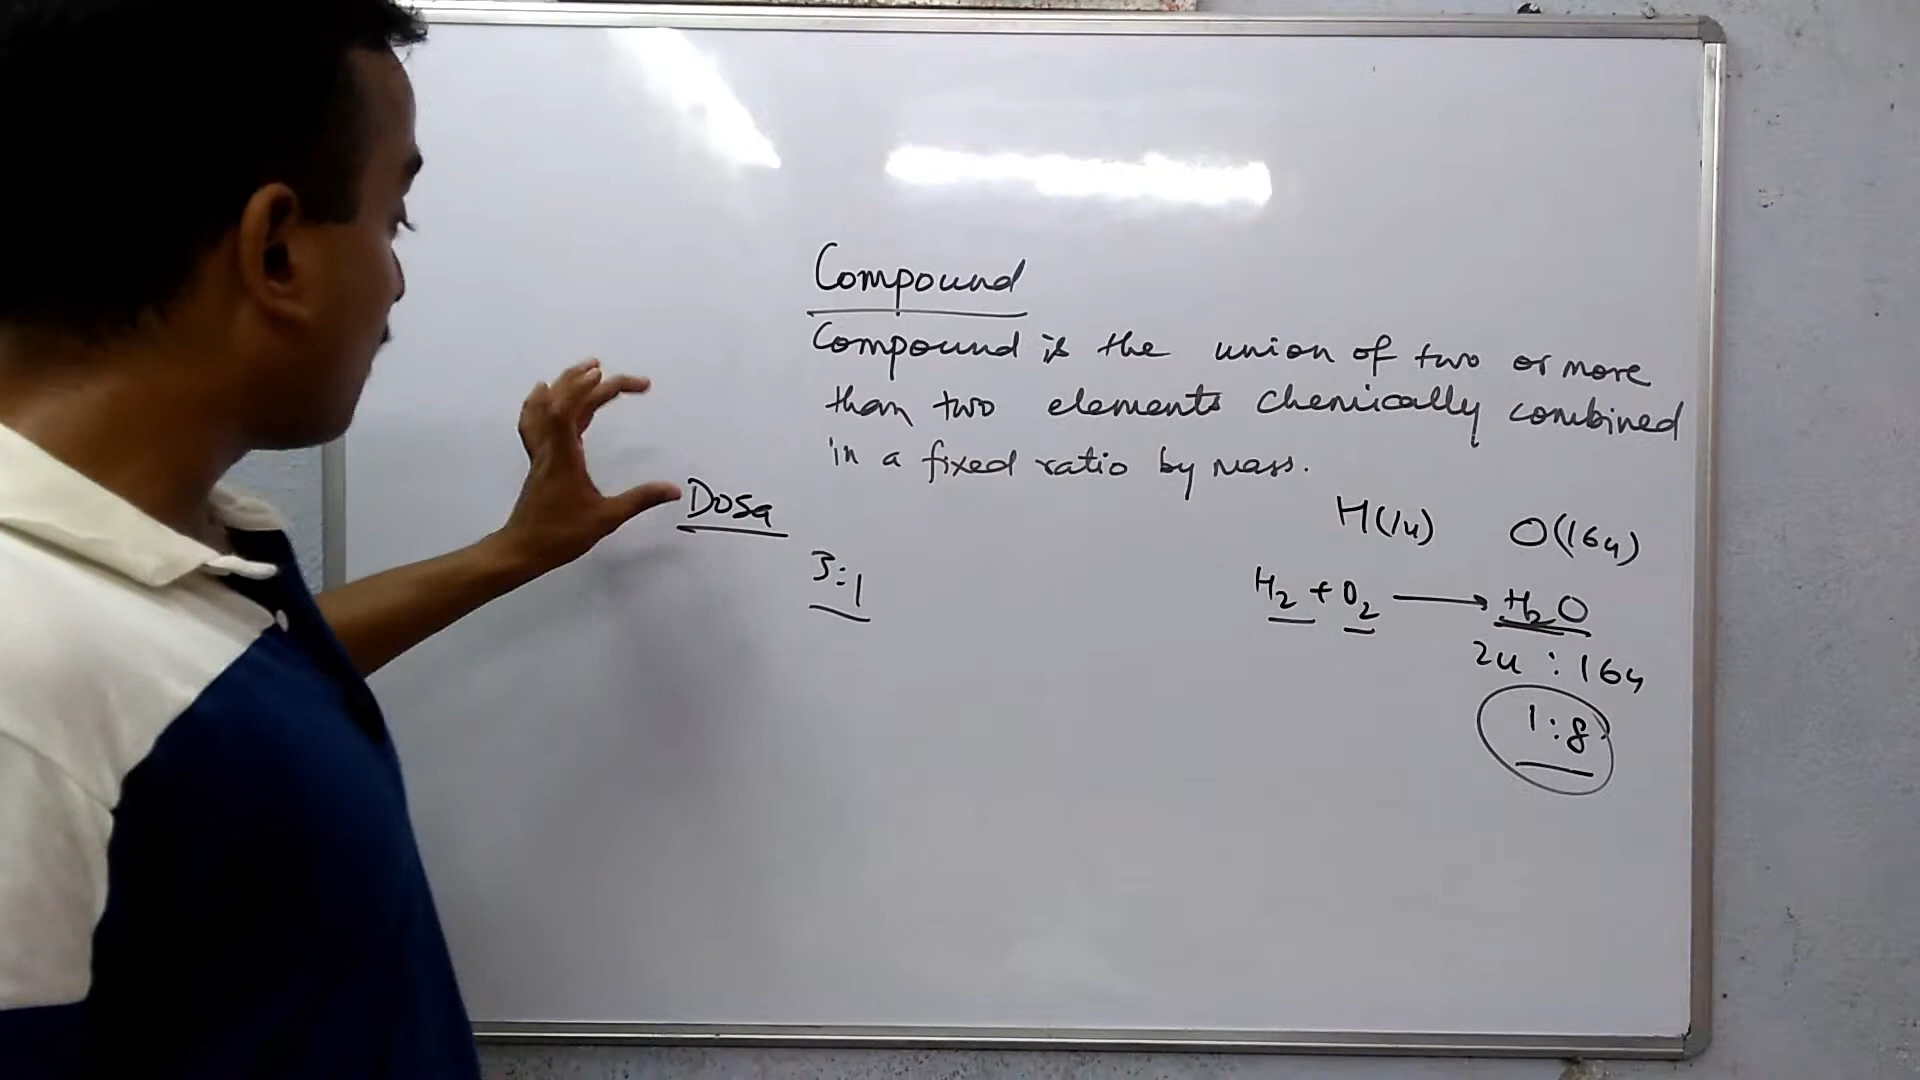 Compound
Compound is the union of two or more
than two elements chemically combined
in a fixed ratio by mass.
Dosa
3:1
H(1u) O(16u)
H₂ + O₂ ⟶ H₂O
2u : 16u
1:8